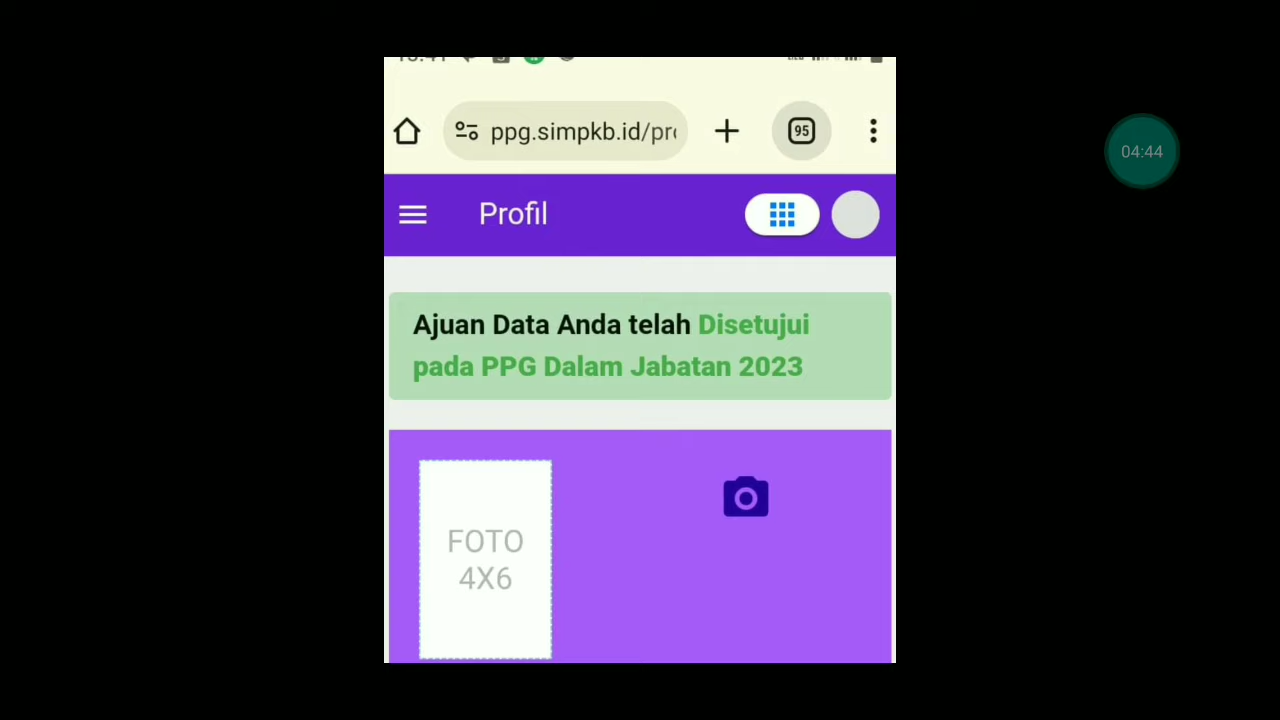 ppg.simpkb.id/pr
95
04:44
Profil
Ajuan Data Anda telah Disetujui
pada PPG Dalam Jabatan 2023
FOTO
4X6